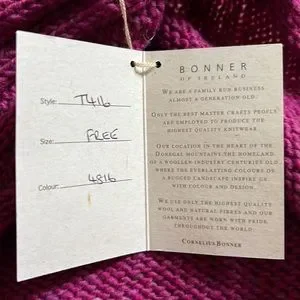 Style: T416
Size: FREE
Colour: 4816
BONNER
OF IRELAND
WE ARE A FAMILY RUN BUSINESS
ALMOST A GENERATION OLD.
ONLY THE BEST MASTER CRAFTS PEOPLE
ARE EMPLOYED TO PRODUCE THE
HIGHEST QUALITY KNITWEAR.
OUR LOCATION IN THE HEART OF THE
DONEGAL MOUNTAINS THE HOMELAND
OF A WOOLLEN INDUSTRY CENTURIES OLD
WHERE THE EVERLASTING COLOURS OF
A RUGGED LANDSCAPE INSPIRE US
WITH COLOUR AND DESIGN.
WE USE ONLY THE HIGHEST QUALITY
WOOL AND NATURAL FIBRES AND OUR
GARMENTS ARE WORN WITH PRIDE
THROUGHOUT THE WORLD.
CORNELIUS BONNER